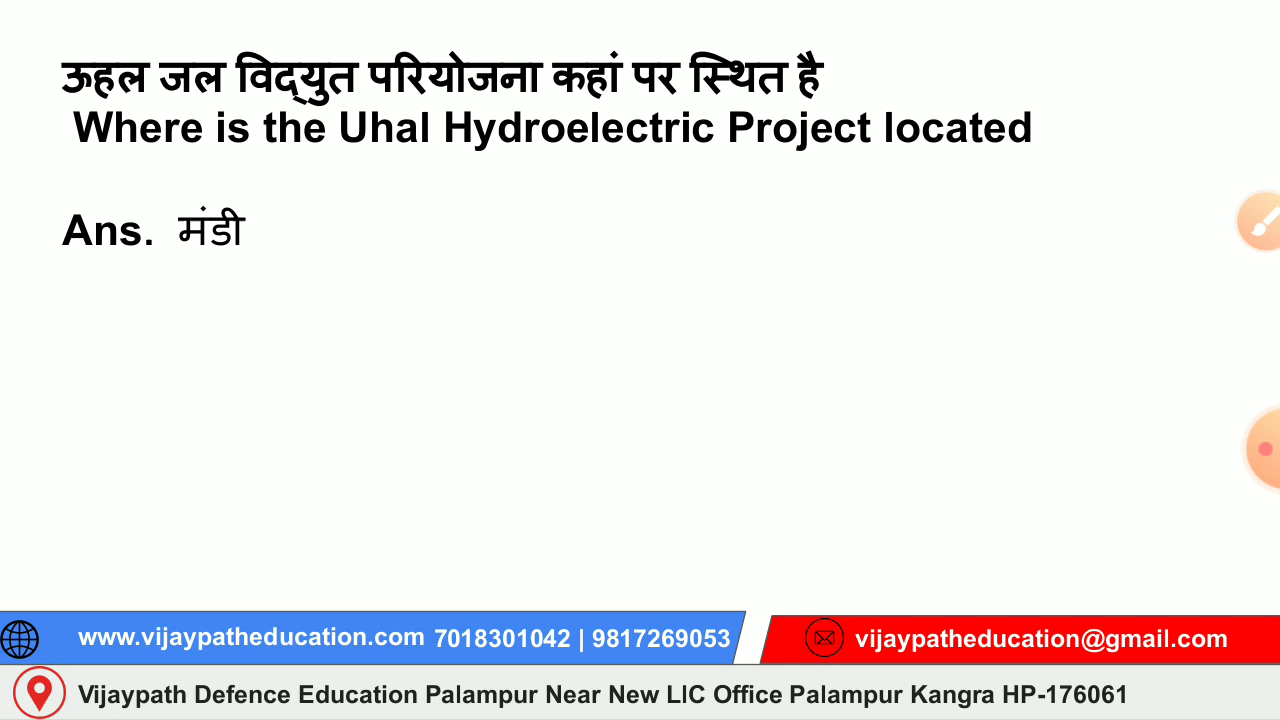 ऊहल जल विद्युत परियोजना कहां पर स्थित है
Where is the Uhal Hydroelectric Project located
Ans. मंडी
www.vijaypatheducation.com 7018301042 | 9817269053
vijaypatheducation@gmail.com
Vijaypath Defence Education Palampur Near New LIC Office Palampur Kangra HP-176061